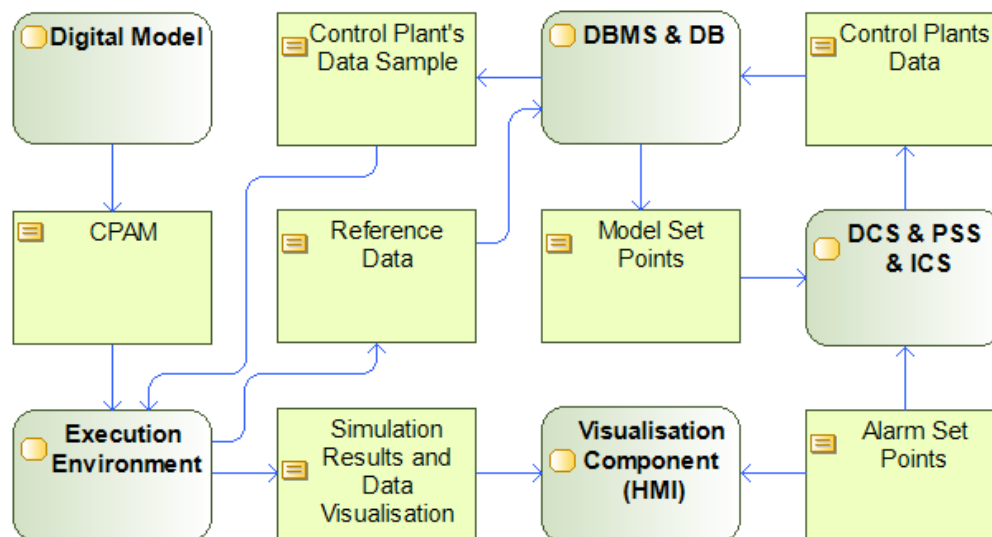 Digital Model
Control Plant's
Data Sample
DBMS & DB
Control Plants
Data
CPAM
Reference
Data
Model Set
Points
DCS & PSS
& ICS
Execution
Environment
Simulation
Results and
Data
Visualisation
Visualisation
Component
(HMI)
Alarm Set
Points